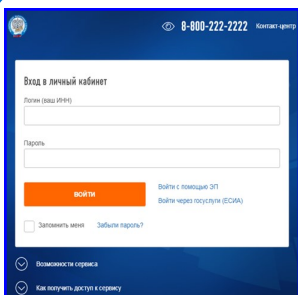 8-800-222-2222 Контакт-центр
Вход в личный кабинет
Логин (ваш ИНН)
Пароль
ВОЙТИ
Войти с помощью ЭП
Войти через госуслуги (ЕСИА)
Запомнить меня Забыли пароль?
Возможности сервиса
Как получить доступ к сервису